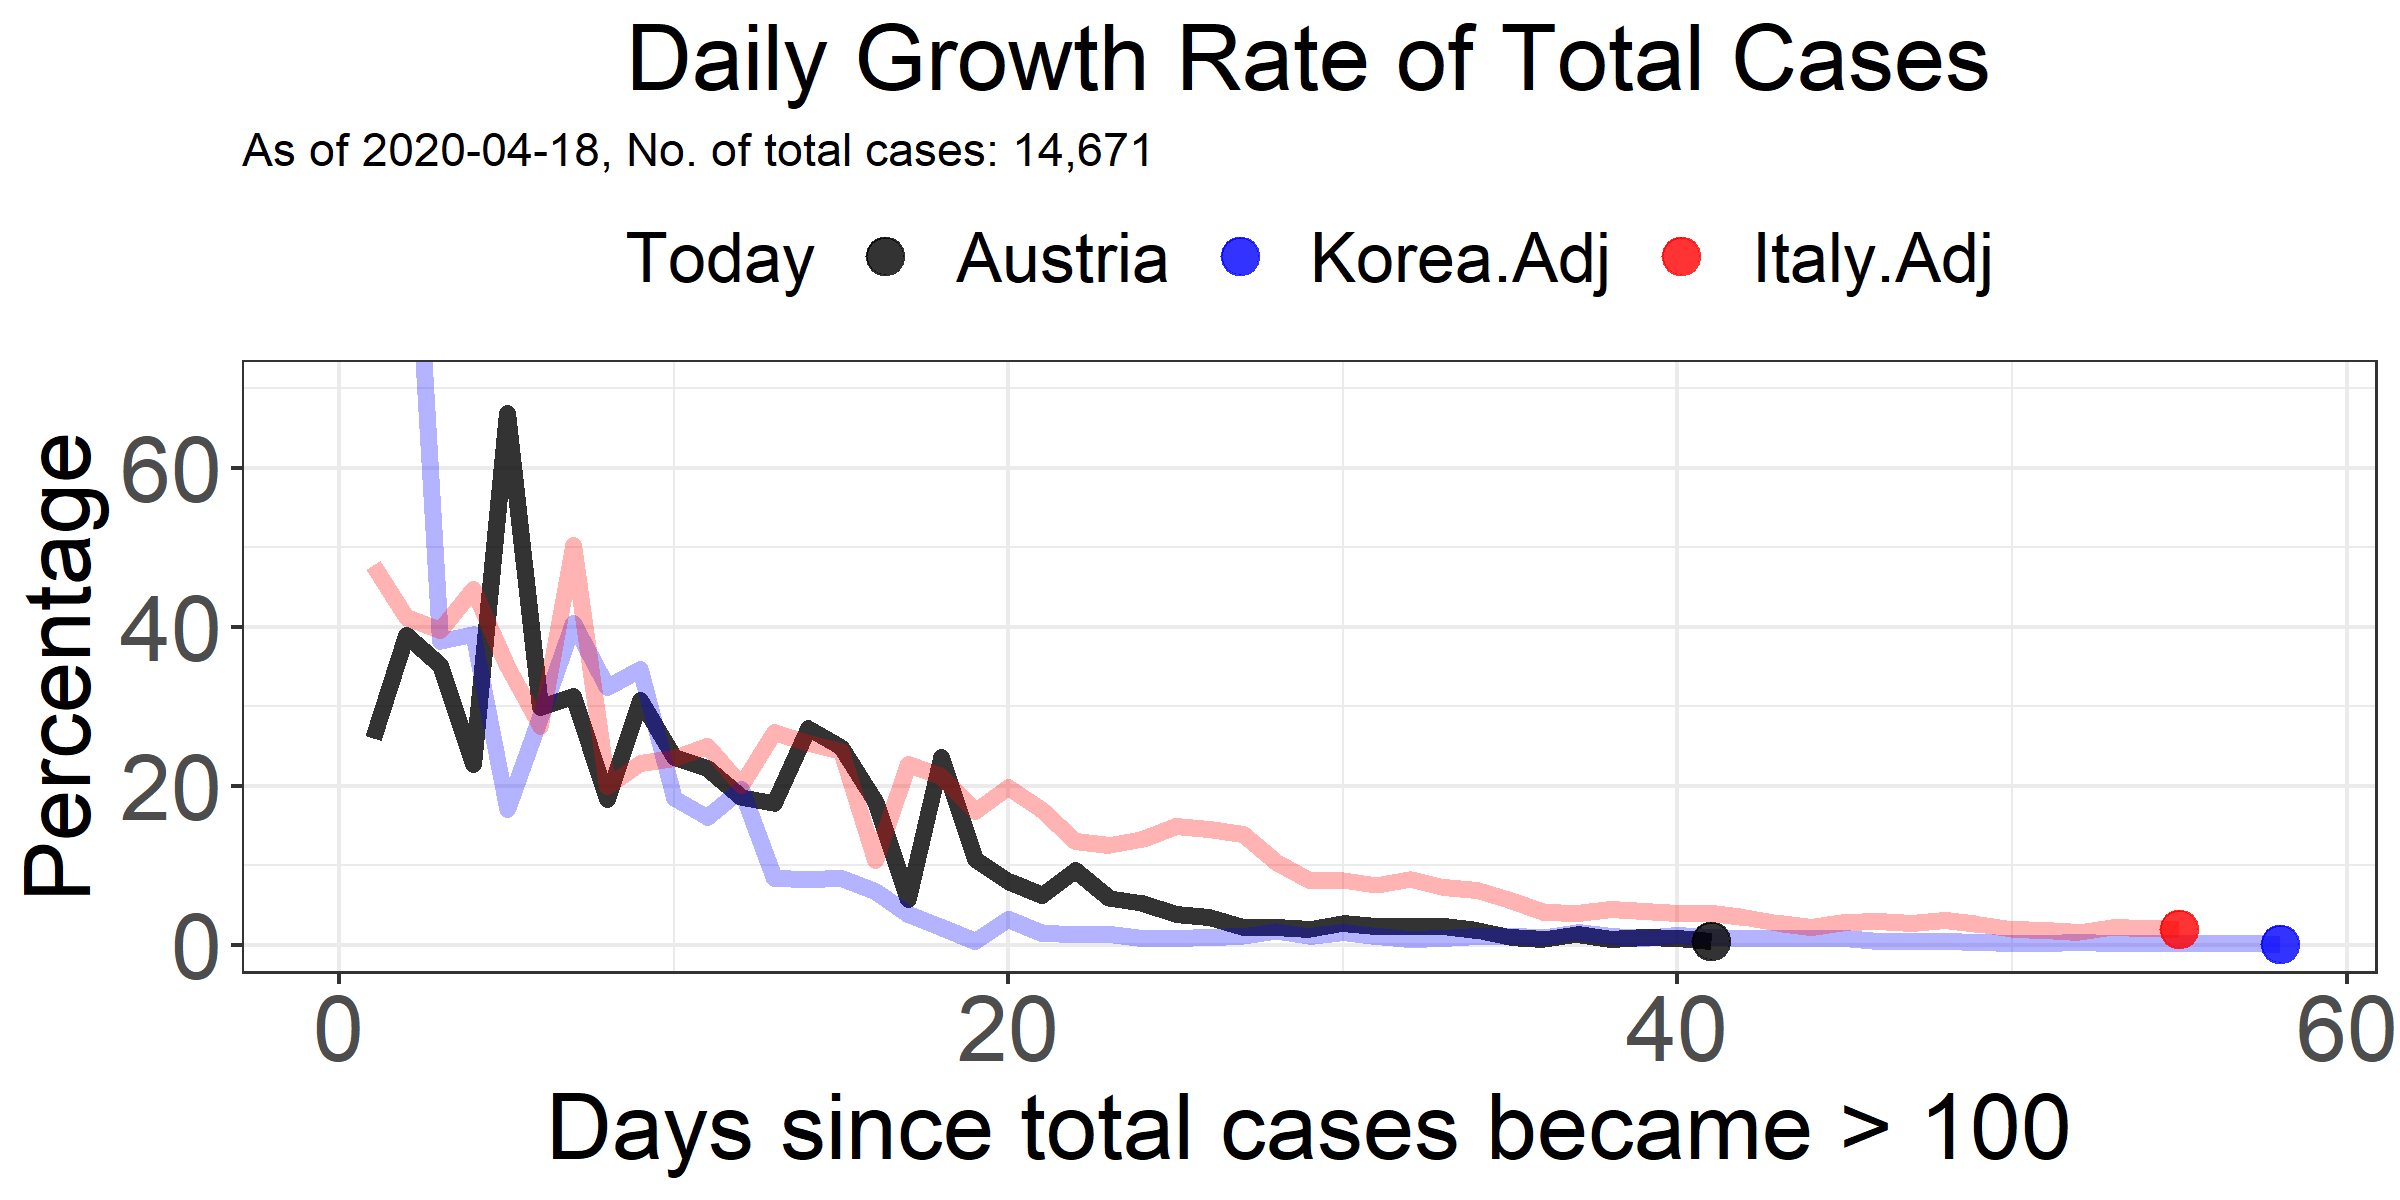 Daily Growth Rate of Total Cases
As of 2020-04-18, No. of total cases: 14,671
Today Austria Korea.Adj Italy.Adj
Percentage
60
40
20
0
0 20 40 60
Days since total cases became > 100